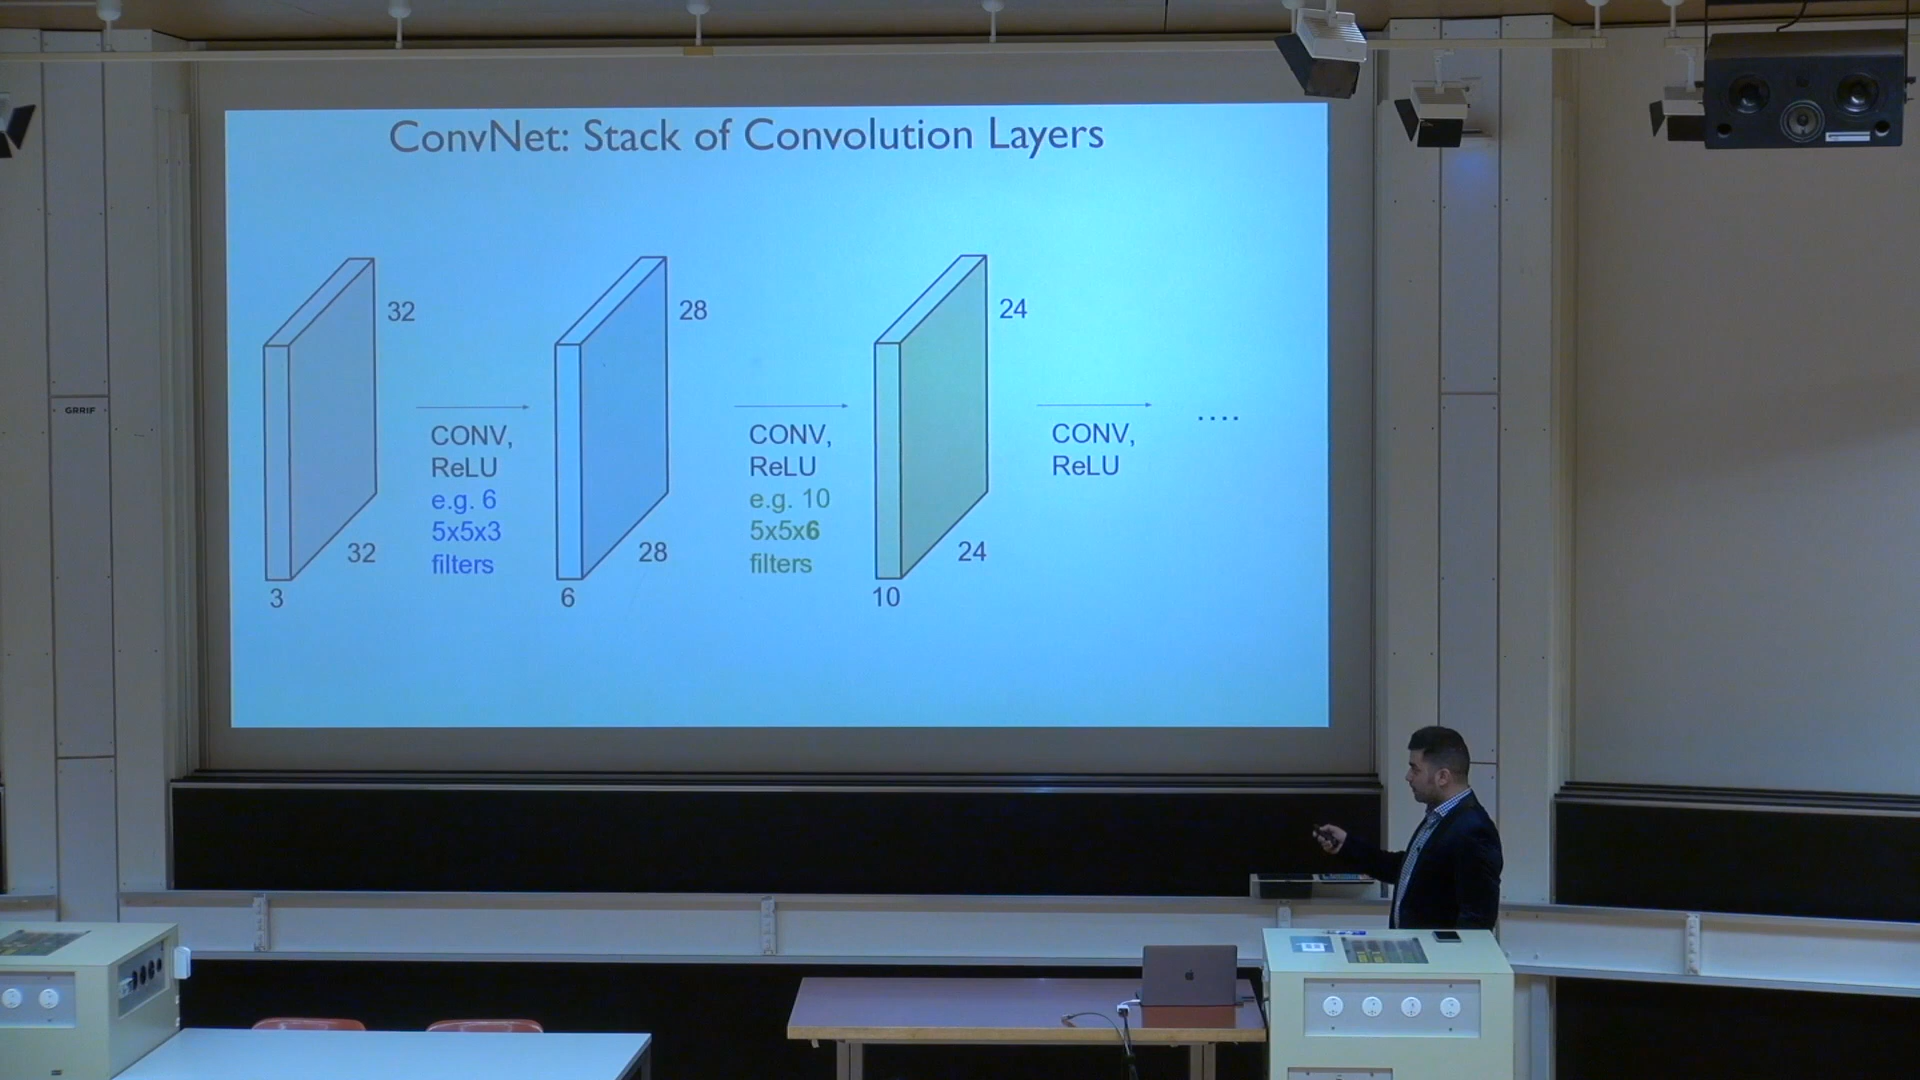 ConvNet: Stack of Convolution Layers
32
28
24
CONV,
ReLU
e.g. 6
5x5x3
filters
CONV,
ReLU
e.g. 10
5x5x6
filters
CONV,
ReLU
....
32
28
24
3
6
10
GRRIF